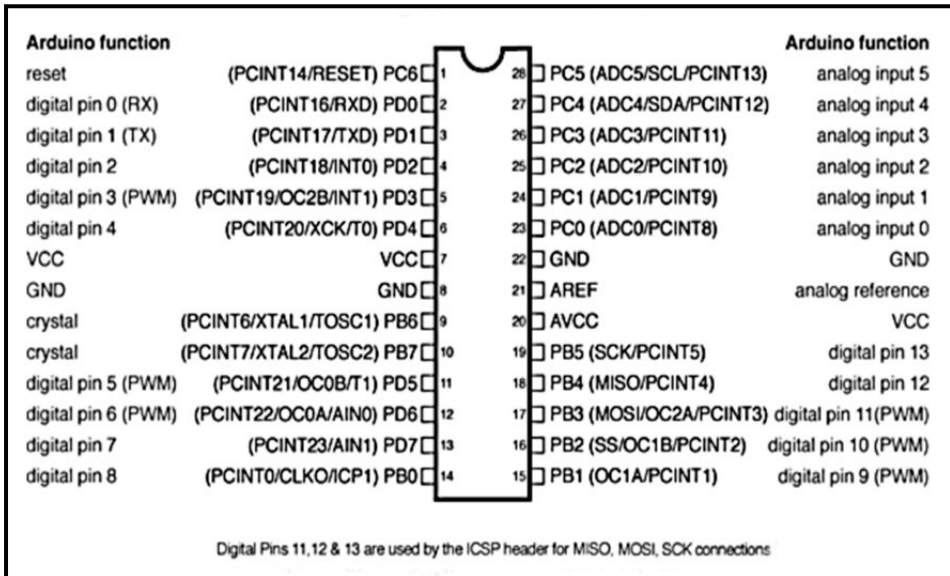 Arduino function Arduino function
reset (PCINT14/RESET) PC6 1 28 PC5 (ADC5/SCL/PCINT13) analog input 5
digital pin 0 (RX) (PCINT16/RXD) PD0 2 27 PC4 (ADC4/SDA/PCINT12) analog input 4
digital pin 1 (TX) (PCINT17/TXD) PD1 3 26 PC3 (ADC3/PCINT11) analog input 3
digital pin 2 (PCINT18/INT0) PD2 4 25 PC2 (ADC2/PCINT10) analog input 2
digital pin 3 (PWM) (PCINT19/OC2B/INT1) PD3 5 24 PC1 (ADC1/PCINT9) analog input 1
digital pin 4 (PCINT20/XCK/T0) PD4 6 23 PC0 (ADC0/PCINT8) analog input 0
VCC VCC 7 22 GND GND
GND GND 8 21 AREF analog reference
crystal (PCINT6/XTAL1/TOSC1) PB6 9 20 AVCC VCC
crystal (PCINT7/XTAL2/TOSC2) PB7 10 19 PB5 (SCK/PCINT5) digital pin 13
digital pin 5 (PWM) (PCINT21/OC0B/T1) PD5 11 18 PB4 (MISO/PCINT4) digital pin 12
digital pin 6 (PWM) (PCINT22/OC0A/AIN0) PD6 12 17 PB3 (MOSI/OC2A/PCINT3) digital pin 11(PWM)
digital pin 7 (PCINT23/AIN1) PD7 13 16 PB2 (SS/OC1B/PCINT2) digital pin 10 (PWM)
digital pin 8 (PCINT0/CLKO/ICP1) PB0 14 15 PB1 (OC1A/PCINT1) digital pin 9 (PWM)
Digital Pins 11,12 & 13 are used by the ICSP header for MISO, MOSI, SCK connections